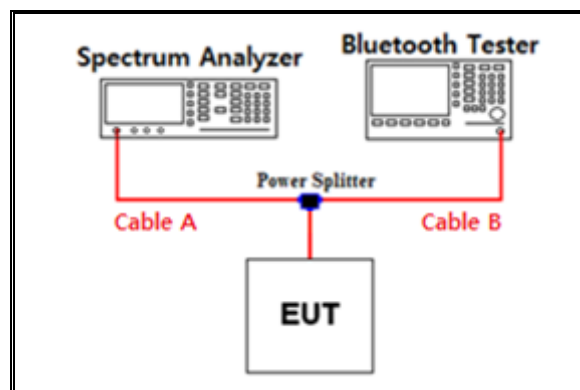 Spectrum Analyzer
Bluetooth Tester
Power Splitter
Cable A
Cable B
EUT